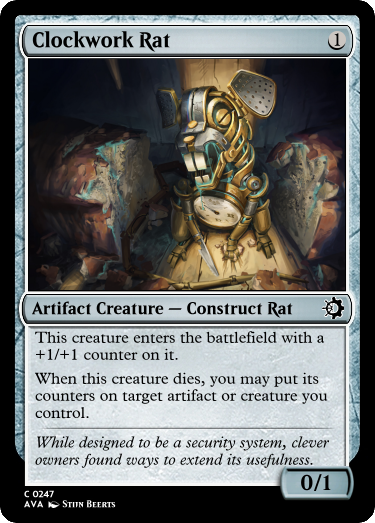 Clockwork Rat
1
Artifact Creature — Construct Rat
This creature enters the battlefield with a
+1/+1 counter on it.
When this creature dies, you may put its
counters on target artifact or creature you
control.
While designed to be a security system, clever
owners found ways to extend its usefulness.
0/1
C 0247
AVA Stijn Beerts